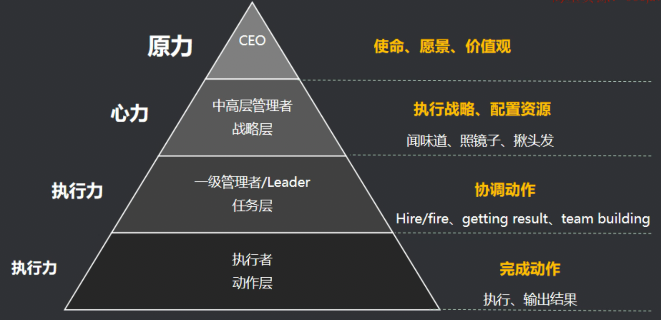 原力
CEO
使命、愿景、价值观
心力
中高层管理者
战略层
执行战略、配置资源
闻味道、照镜子、揪头发
执行力
一级管理者/Leader
任务层
协调动作
Hire/fire、getting result、team building
执行力
执行者
动作层
完成动作
执行、输出结果